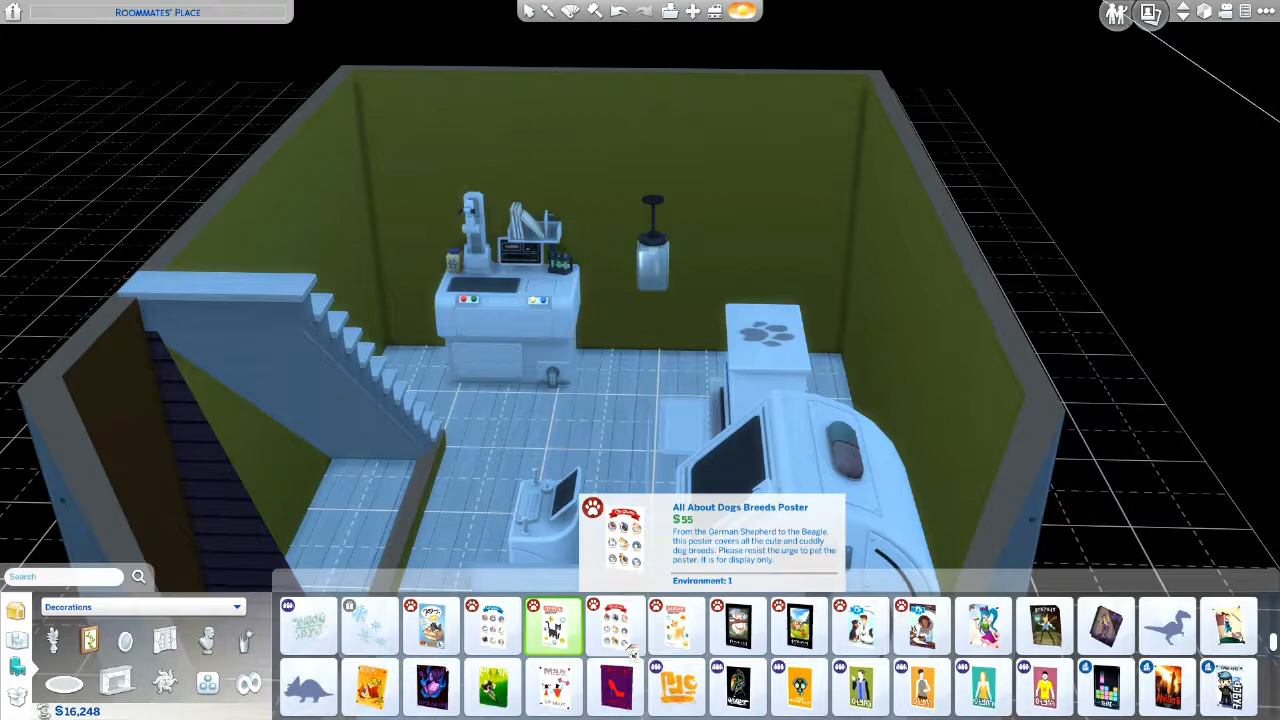 ROOMMATES' PLACE
All About Dogs Breeds Poster
§55
From the German Shepherd to the Beagle,
this poster covers all the cute and cuddly
dog breeds. Please resist the urge to pet the
poster. It is for display only.
Environment: 1
Search
Decorations
§16,248